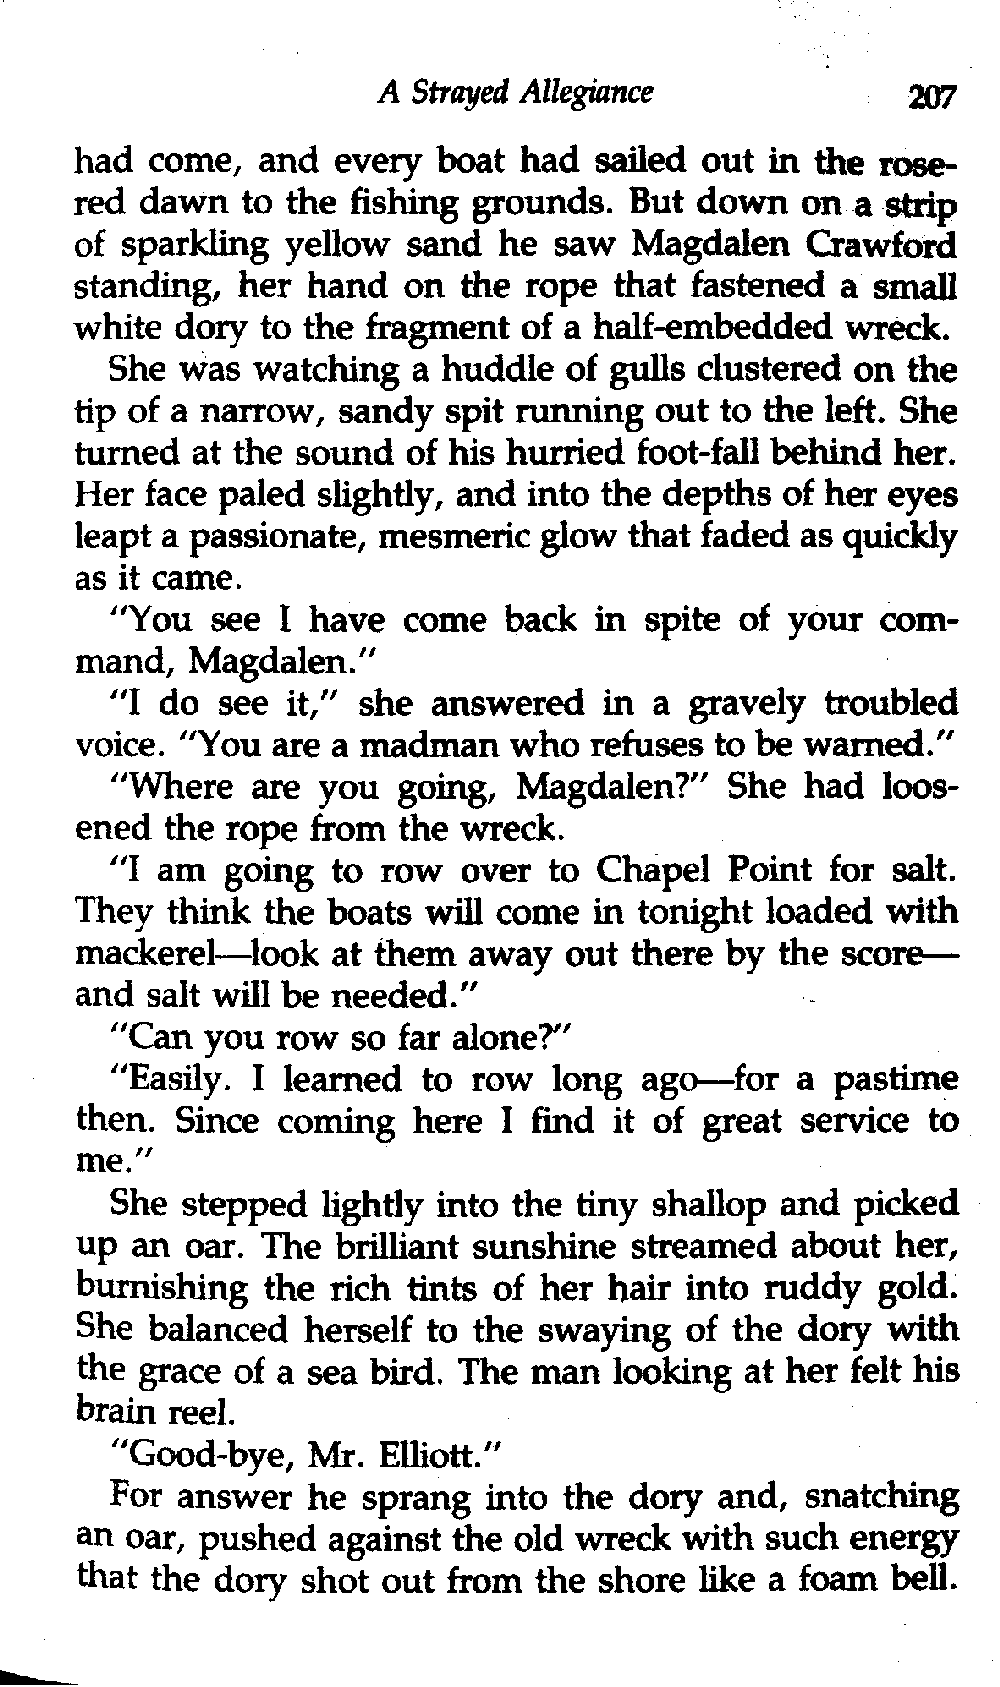 A Strayed Allegiance 207
had come, and every boat had sailed out in the rose-
red dawn to the fishing grounds. But down on a strip
of sparkling yellow sand he saw Magdalen Crawford
standing, her hand on the rope that fastened a small
white dory to the fragment of a half-embedded wreck.
She was watching a huddle of gulls clustered on the
tip of a narrow, sandy spit running out to the left. She
turned at the sound of his hurried foot-fall behind her.
Her face paled slightly, and into the depths of her eyes
leapt a passionate, mesmeric glow that faded as quickly
as it came.
"You see I have come back in spite of your com-
mand, Magdalen."
"I do see it," she answered in a gravely troubled
voice. "You are a madman who refuses to be warned."
"Where are you going, Magdalen?" She had loos-
ened the rope from the wreck.
"I am going to row over to Chapel Point for salt.
They think the boats will come in tonight loaded with
mackerel—look at them away out there by the score—
and salt will be needed."
"Can you row so far alone?"
"Easily. I learned to row long ago—for a pastime
then. Since coming here I find it of great service to
me."
She stepped lightly into the tiny shallop and picked
up an oar. The brilliant sunshine streamed about her,
burnishing the rich tints of her hair into ruddy gold.
She balanced herself to the swaying of the dory with
the grace of a sea bird. The man looking at her felt his
brain reel.
"Good-bye, Mr. Elliott."
For answer he sprang into the dory and, snatching
an oar, pushed against the old wreck with such energy
that the dory shot out from the shore like a foam bell.